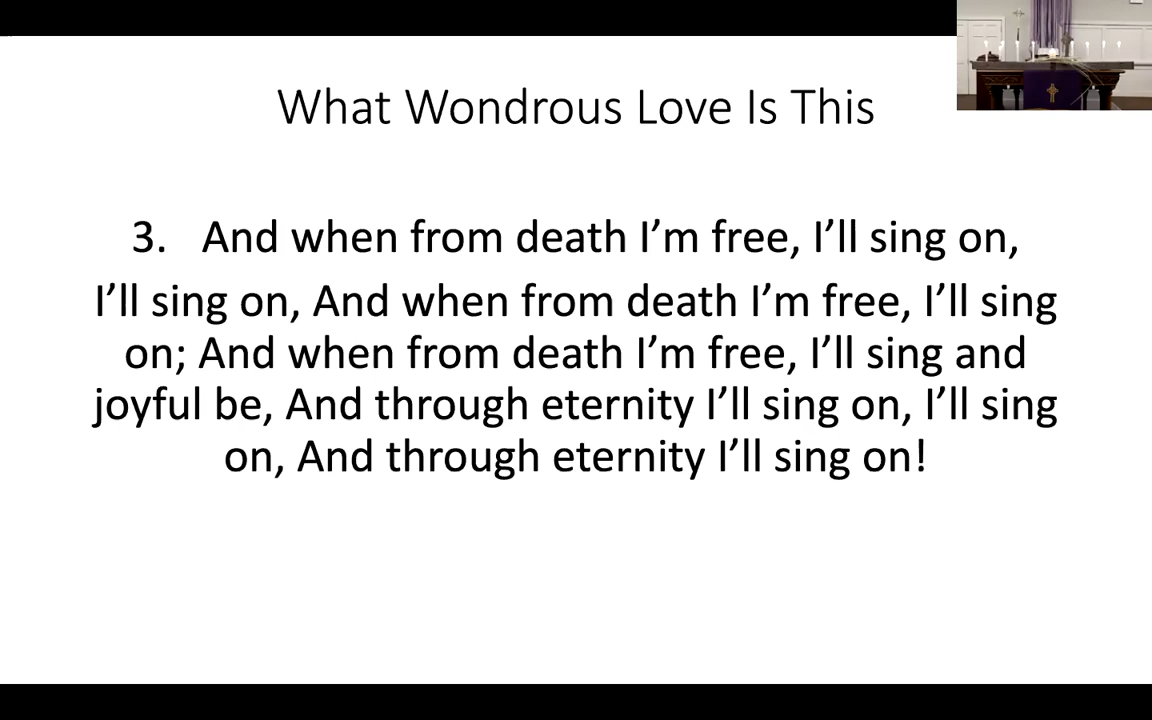 What Wondrous Love Is This
3. And when from death I’m free, I’ll sing on,
I’ll sing on, And when from death I’m free, I’ll sing
on; And when from death I’m free, I’ll sing and
joyful be, And through eternity I’ll sing on, I’ll sing
on, And through eternity I’ll sing on!